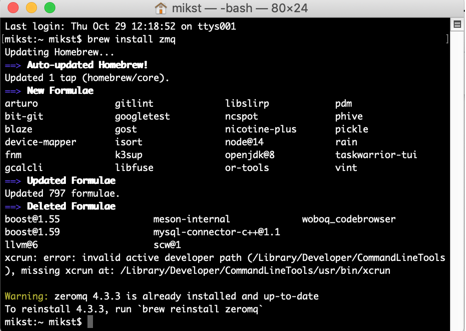 mikst — -bash — 80×24
Last login: Thu Oct 29 12:18:52 on ttys001
[mikst:~ mikst$ brew install zmq ]
Updating Homebrew...
==> Auto-updated Homebrew!
Updated 1 tap (homebrew/core).
==> New Formulae
arturo gitlint libslirp pdm
bit-git googletest ncspot phive
blaze gost nicotine-plus pickle
device-mapper isort node@14 rain
fnm k3sup openjdk@8 taskwarrior-tui
gcalcli libfuse or-tools vint
==> Updated Formulae
Updated 797 formulae.
==> Deleted Formulae
boost@1.55 meson-internal woboq_codebrowser
boost@1.59 mysql-connector-c++@1.1
llvm@6 scw@1
xcrun: error: invalid active developer path (/Library/Developer/CommandLineTools
), missing xcrun at: /Library/Developer/CommandLineTools/usr/bin/xcrun
Warning: zeromq 4.3.3 is already installed and up-to-date
To reinstall 4.3.3, run `brew reinstall zeromq`
mikst:~ mikst$